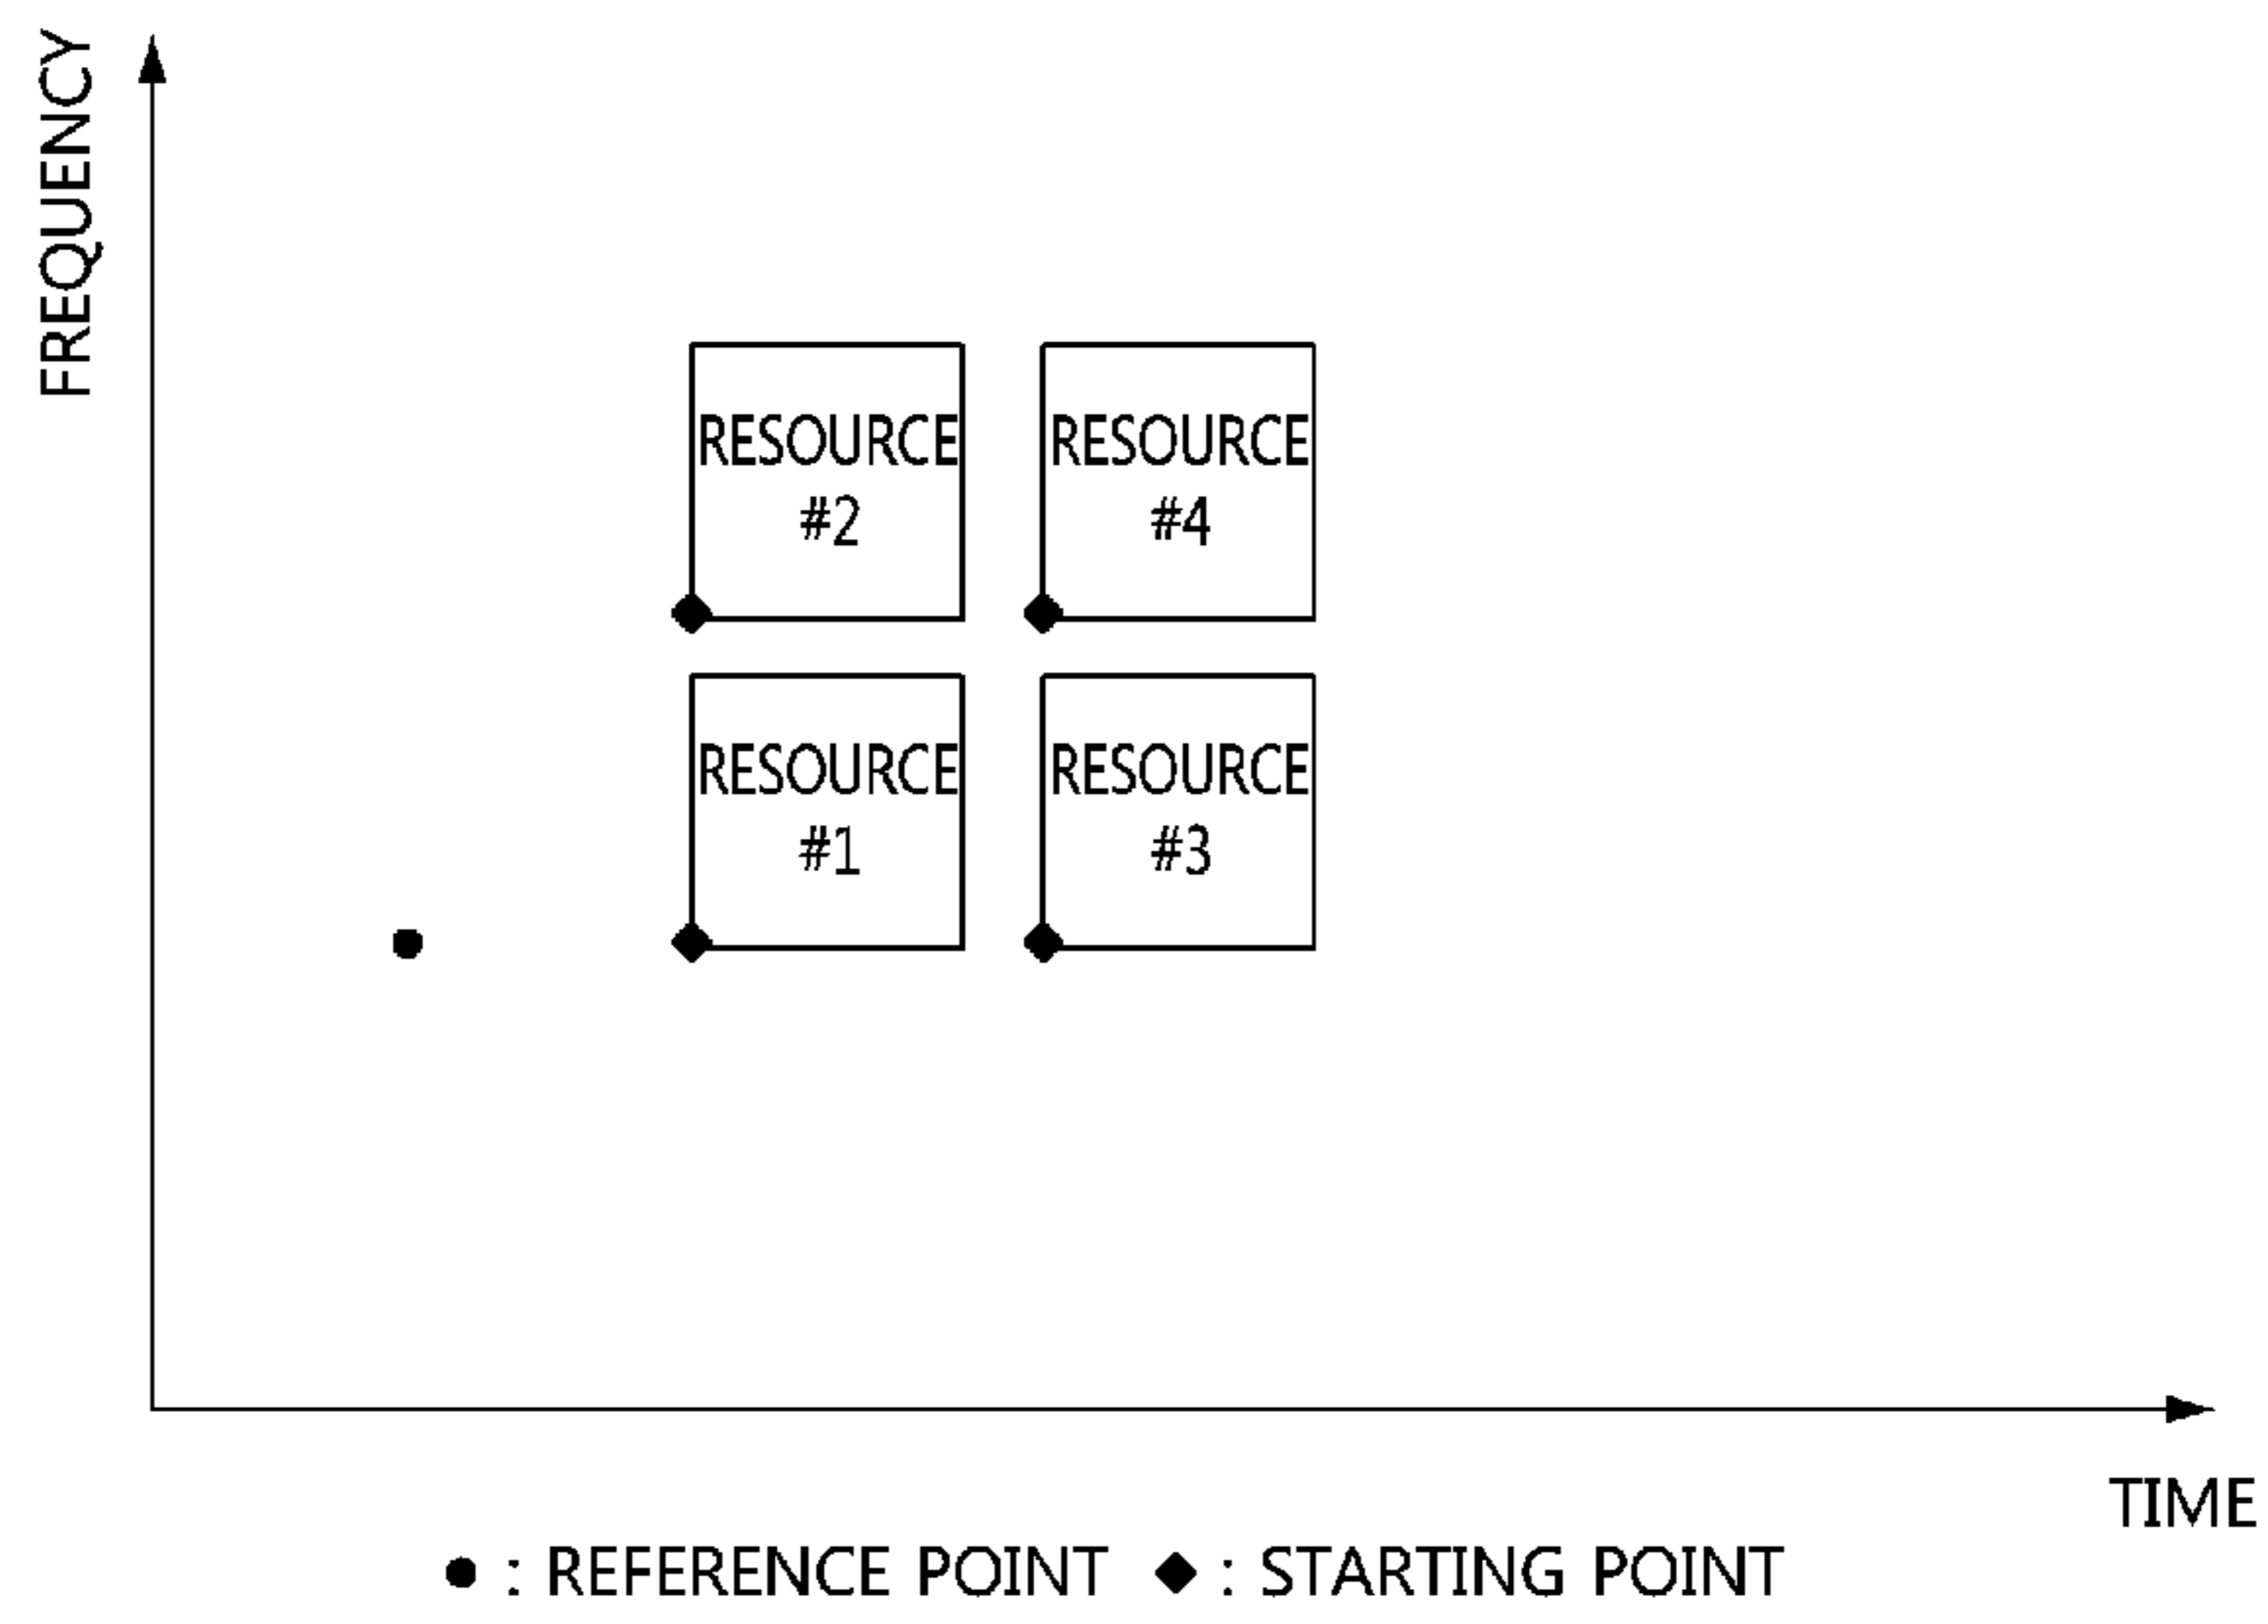 FREQUENCY
RESOURCE
#2
RESOURCE
#4
RESOURCE
#1
RESOURCE
#3
TIME
: REFERENCE POINT : STARTING POINT